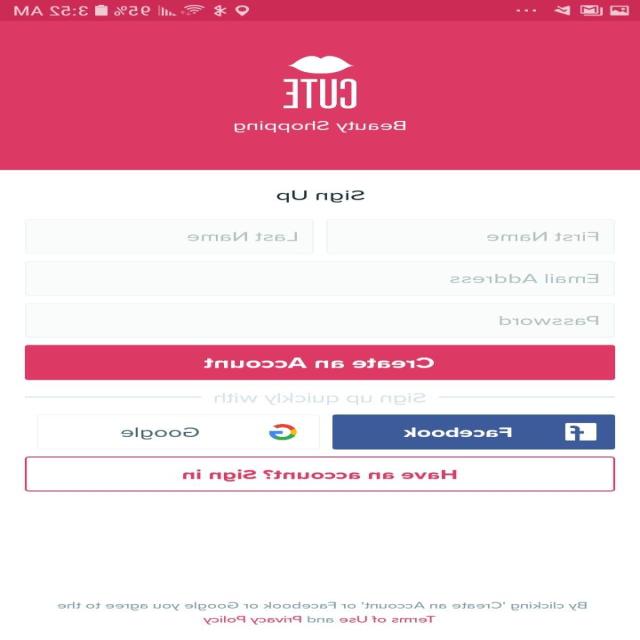 95% 3:52 AM
CUTE
Beauty Shopping
Sign Up
First Name Last Name
Email Address
Password
Create an Account
Sign up quickly with
Facebook Google
Have an account? Sign in
By clicking 'Create an Account' or Facebook or Google you agree to the
Terms of Use and Privacy Policy